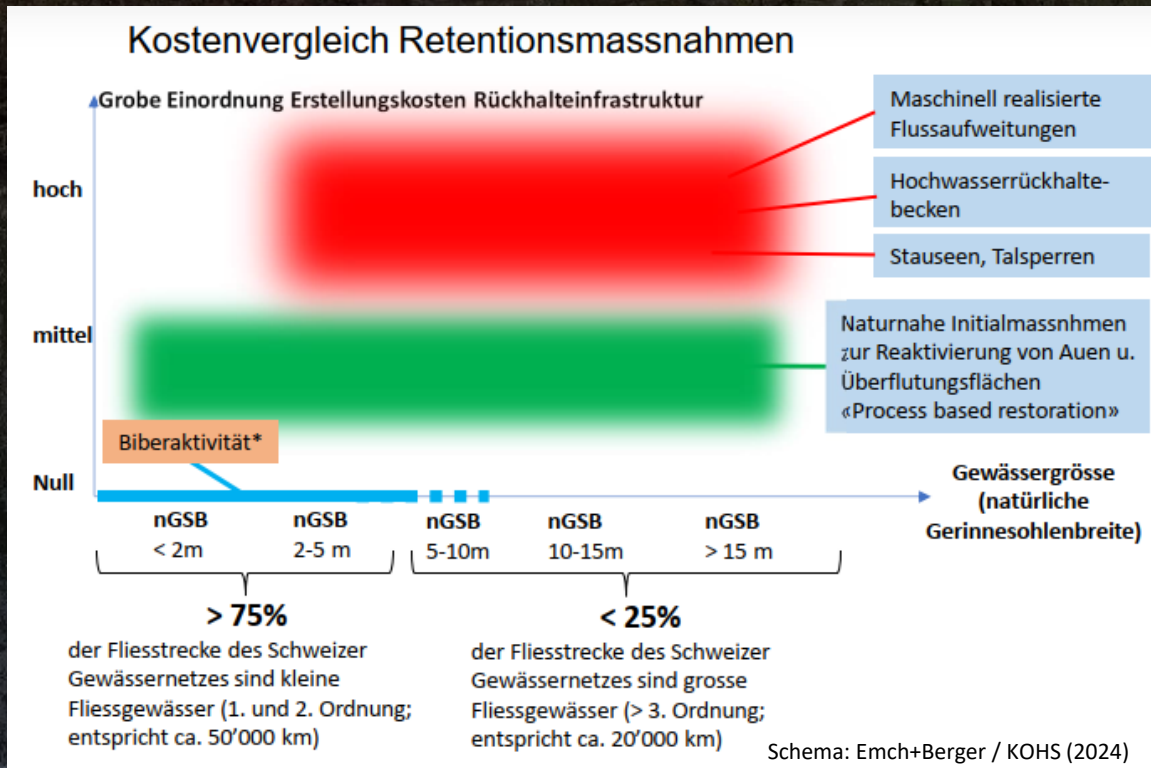 Kostenvergleich Retentionsmassnahmen
Grobe Einordnung Erstellungskosten Rückhalteinfrastruktur
hoch
mittel
Null
Maschinell realisierte
Flussaufweitungen
Hochwasserrückhalte-
becken
Stauseen, Talsperren
Naturnahe Initialmassnhmen
zur Reaktivierung von Auen u.
Überflutungsflächen
«Process based restoration»
Biberaktivität*
Gewässergrösse
(natürliche
Gerinnesohlenbreite)
nGSB
< 2m
nGSB
2-5 m
nGSB
5-10m
nGSB
10-15m
nGSB
> 15 m
> 75%
der Fliesstrecke des Schweizer
Gewässernetzes sind kleine
Fliessgewässer (1. und 2. Ordnung;
entspricht ca. 50'000 km)
< 25%
der Fliesstrecke des Schweizer
Gewässernetzes sind grosse
Fliessgewässer (> 3. Ordnung;
entspricht ca. 20'000 km)
Schema: Emch+Berger / KOHS (2024)